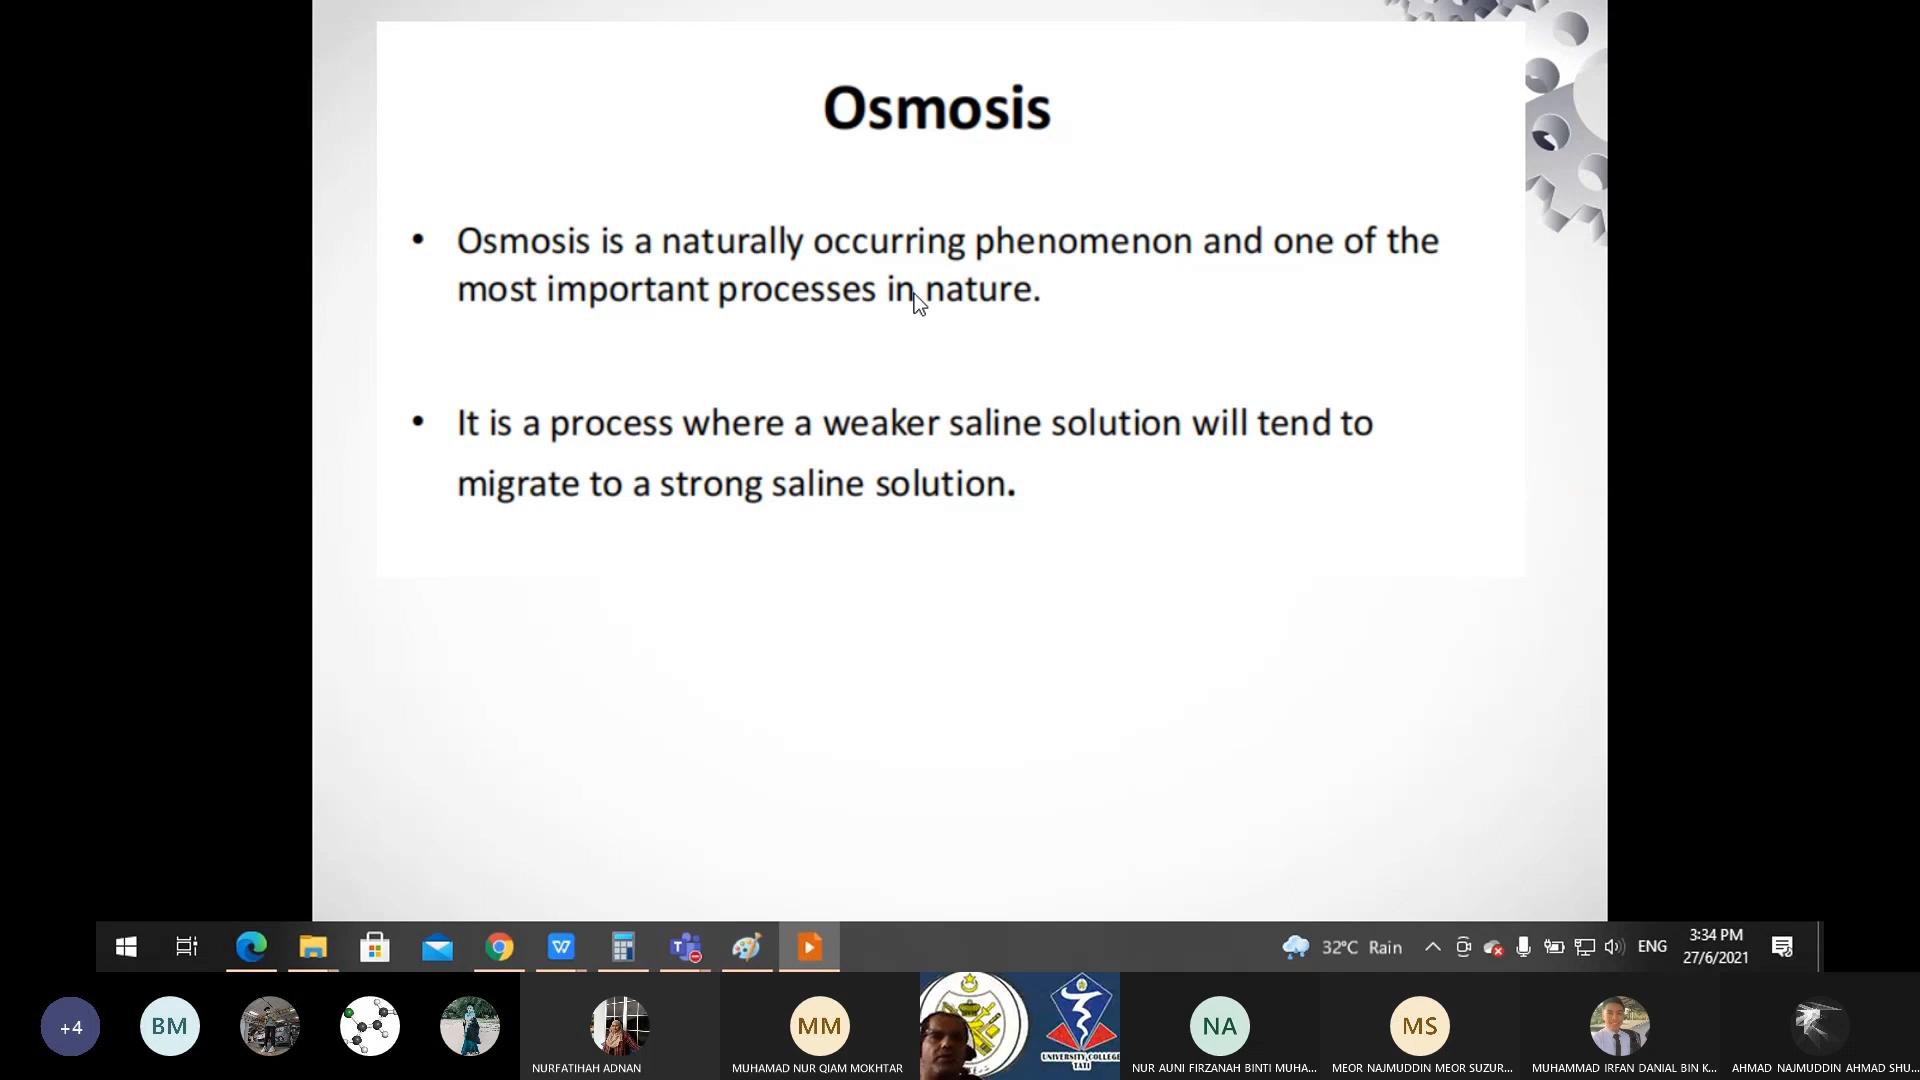 Osmosis
• Osmosis is a naturally occurring phenomenon and one of the
most important processes in nature.
• It is a process where a weaker saline solution will tend to
migrate to a strong saline solution.
32°C Rain
ENG
3:34 PM
27/6/2021
+4
BM
MM
UNIVERSITY COLLEGE
TATI
NA
MS
NURFATIHAH ADNAN
MUHAMAD NUR QIAM MOKHTAR
NUR AUNI FIRZANAH BINTI MUHA...
MEOR NAJMUDDIN MEOR SUZUR...
MUHAMMAD IRFAN DANIAL BIN K...
AHMAD NAJMUDDIN AHMAD SHU...